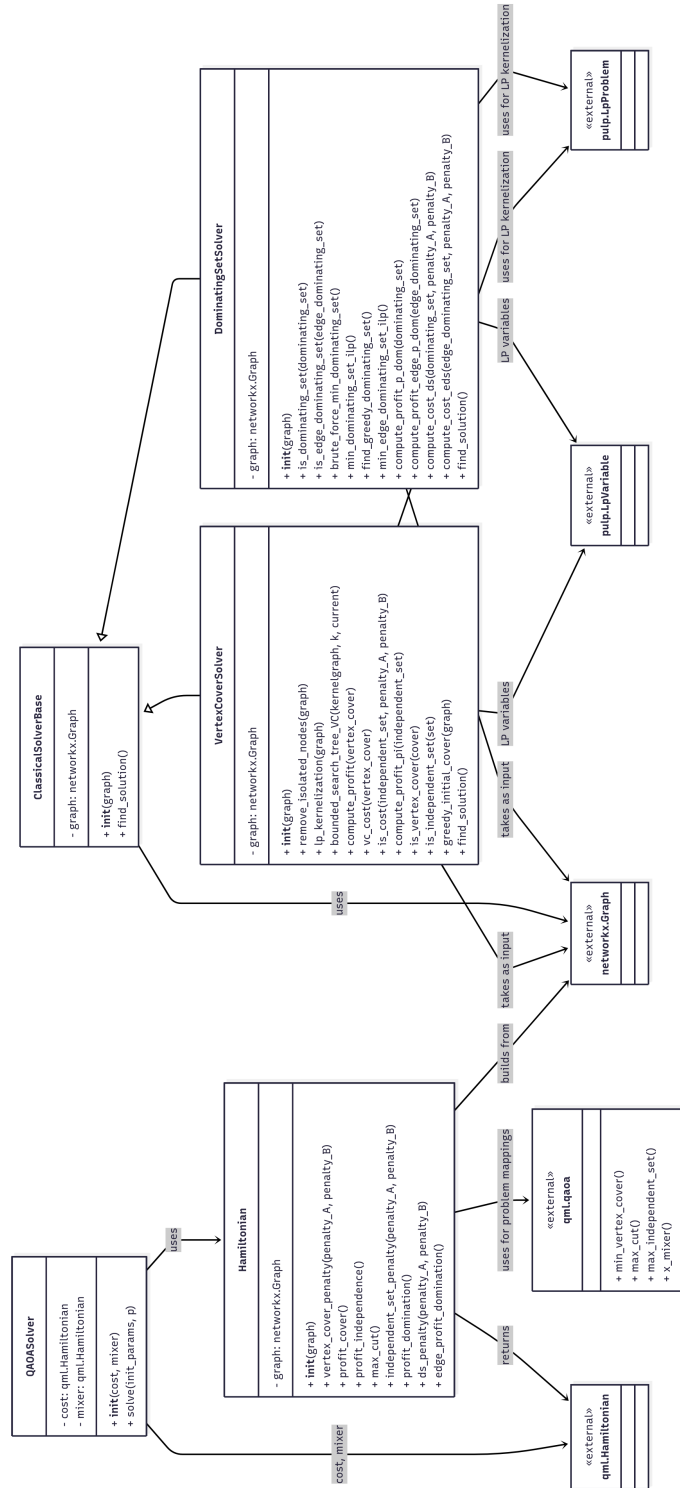 QAOASolver
- cost: qml.Hamiltonian
- mixer: qml.Hamiltonian
+ init(cost, mixer)
+ solve(init_params, p)
ClassicalSolverBase
- graph: networkx.Graph
+ init(graph)
+ find_solution()
uses
cost, mixer
uses
Hamiltonian
- graph: networkx.Graph
+ init(graph)
+ vertex_cover_penalty(penalty_A, penalty_B)
+ profit_cover()
+ profit_independence()
+ max_cut()
+ independent_set_penalty(penalty_A, penalty_B)
+ profit_domination()
+ ds_penalty(penalty_A, penalty_B)
+ edge_profit_domination()
VertexCoverSolver
- graph: networkx.Graph
+ init(graph)
+ remove_isolated_nodes(graph)
+ lp_kernelization(graph)
+ bounded_search_tree_VC(kernelgraph, k, current)
+ compute_profit(vertex_cover)
+ vc_cost(vertex_cover)
+ is_cost(independent_set, penalty_A, penalty_B)
+ compute_profit_pi(independent_set)
+ is_vertex_cover(cover)
+ is_independent_set(set)
+ greedy_initial_cover(graph)
+ find_solution()
DominatingSetSolver
- graph: networkx.Graph
+ init(graph)
+ is_dominating_set(dominating_set)
+ is_edge_dominating_set(edge_dominating_set)
+ brute_force_min_dominating_set()
+ min_dominating_set_ilp()
+ find_greedy_dominating_set()
+ min_edge_dominating_set_ilp()
+ compute_profit_p_dom(dominating_set)
+ compute_profit_edge_p_dom(edge_dominating_set)
+ compute_cost_ds(dominating_set, penalty_A, penalty_B)
+ compute_cost_eds(edge_dominating_set, penalty_A, penalty_B)
+ find_solution()
returns
uses for problem mappings
builds from
takes as input
takes as input
LP variables
LP variables
uses for LP kernelization
uses for LP kernelization
«external»
qml.Hamiltonian
«external»
qml.qaoa
+ min_vertex_cover()
+ max_cut()
+ max_independent_set()
+ x_mixer()
«external»
networkx.Graph
«external»
pulp.LpVariable
«external»
pulp.LpProblem